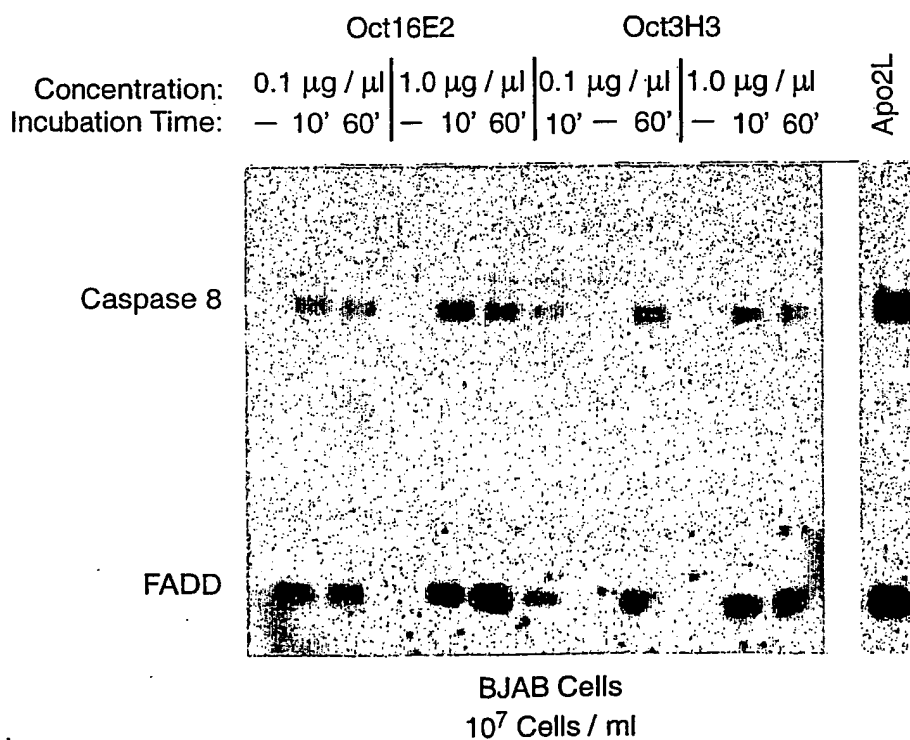 Oct16E2 Oct3H3
Concentration: 0.1 μg / μl 1.0 μg / μl 0.1 μg / μl 1.0 μg / μl
Incubation Time: – 10' 60' – 10' 60' 10' – 60' – 10' 60'
Apo2L
Caspase 8
FADD
BJAB Cells
10⁷ Cells / ml